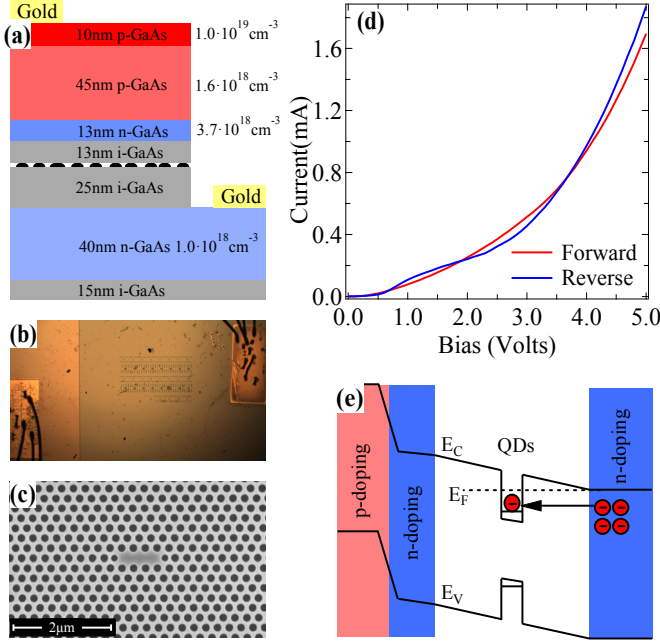 Gold
(a)
10nm p-GaAs 1.0·10¹⁹cm⁻³
45nm p-GaAs 1.6·10¹⁸cm⁻³
13nm n-GaAs 3.7·10¹⁸cm⁻³
13nm i-GaAs
25nm i-GaAs
Gold
40nm n-GaAs 1.0·10¹⁸cm⁻³
15nm i-GaAs
(b)
(c)
2μm
(d)
Current(mA)
1.6
1.2
0.8
0.4
0.0
Forward
Reverse
0.0 1.0 2.0 3.0 4.0 5.0
Bias (Volts)
(e)
p-doping
n-doping
E_C
QDs
E_F
E_V
n-doping